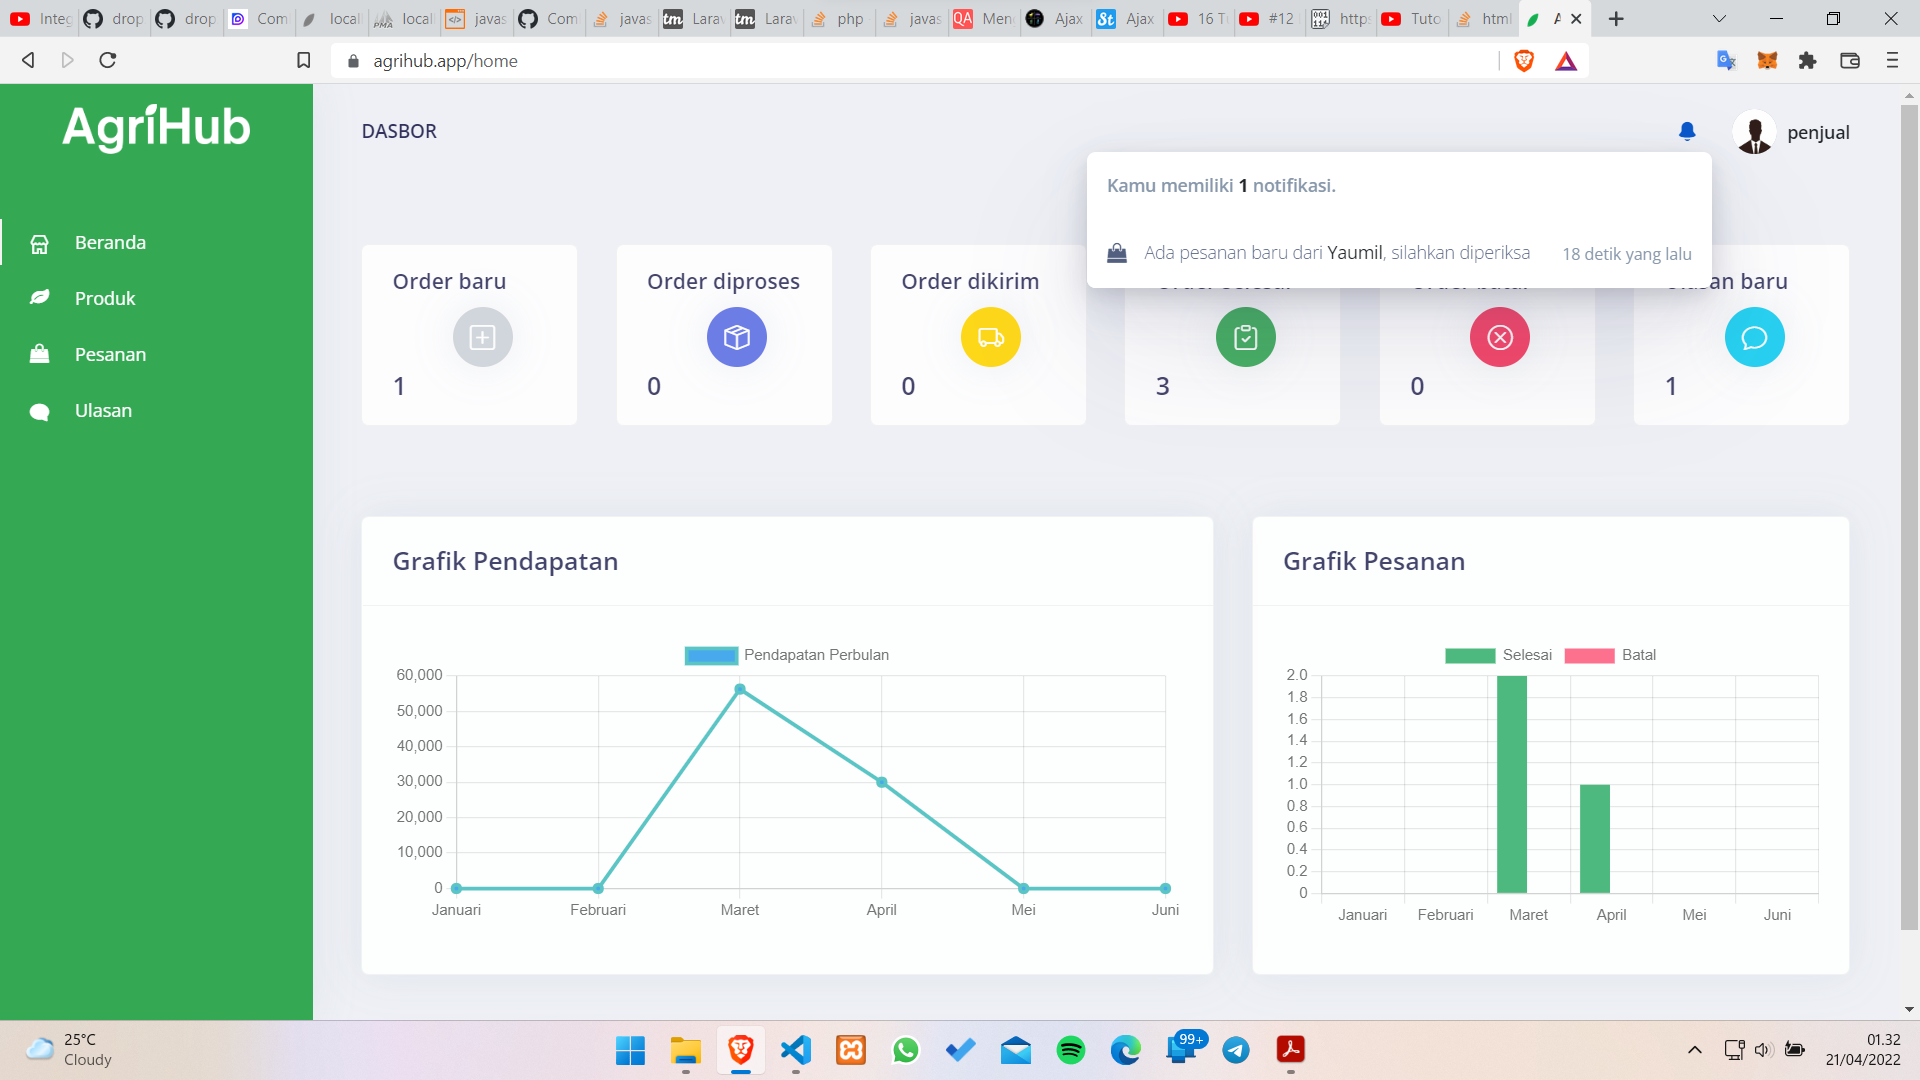 Integ
drop
drop
Com
local
local
javas
Com
javas
Larav
Larav
php
javas
Men
Ajax
Ajax
16 Tu
#12
https
Tuto
html
agrihub.app/home
AgriHub
Beranda
Produk
Pesanan
Ulasan
DASBOR
penjual
Kamu memiliki 1 notifikasi.
Ada pesanan baru dari Yaumil, silahkan diperiksa 18 detik yang lalu
Order baru
1
Order diproses
0
Order dikirim
0
3
0
1
Grafik Pendapatan
Pendapatan Perbulan
60,000
50,000
40,000
30,000
20,000
10,000
0
Januari Februari Maret April Mei Juni
Grafik Pesanan
Selesai Batal
2.0
1.8
1.6
1.4
1.2
1.0
0.8
0.6
0.4
0.2
0
Januari Februari Maret April Mei Juni
25°C
Cloudy
99+
01.32
21/04/2022